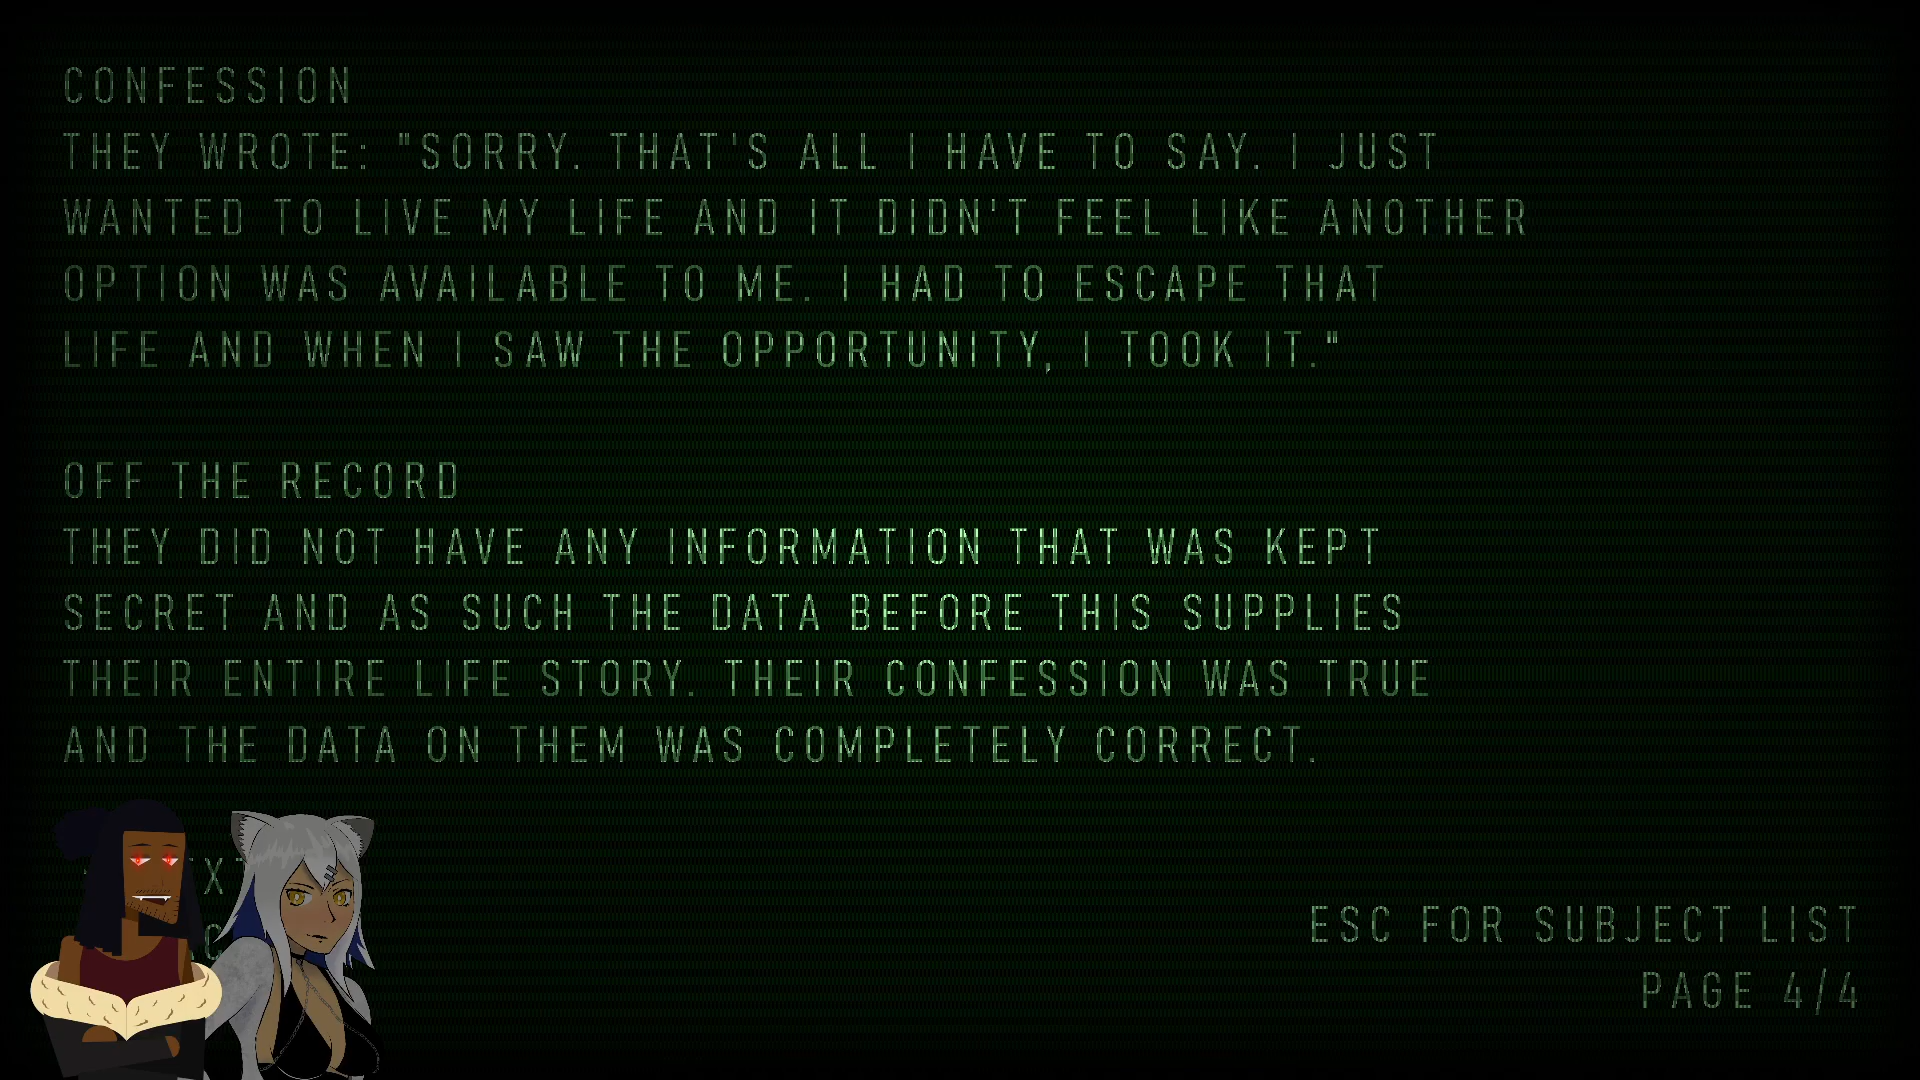 CONFESSION
THEY WROTE: "SORRY. THAT'S ALL I HAVE TO SAY. I JUST
WANTED TO LIVE MY LIFE AND IT DIDN'T FEEL LIKE ANOTHER
OPTION WAS AVAILABLE TO ME. I HAD TO ESCAPE THAT
LIFE AND WHEN I SAW THE OPPORTUNITY, I TOOK IT."
OFF THE RECORD
THEY DID NOT HAVE ANY INFORMATION THAT WAS KEPT
SECRET AND AS SUCH THE DATA BEFORE THIS SUPPLIES
THEIR ENTIRE LIFE STORY. THEIR CONFESSION WAS TRUE
AND THE DATA ON THEM WAS COMPLETELY CORRECT.
ESC FOR SUBJECT LIST
PAGE 4/4